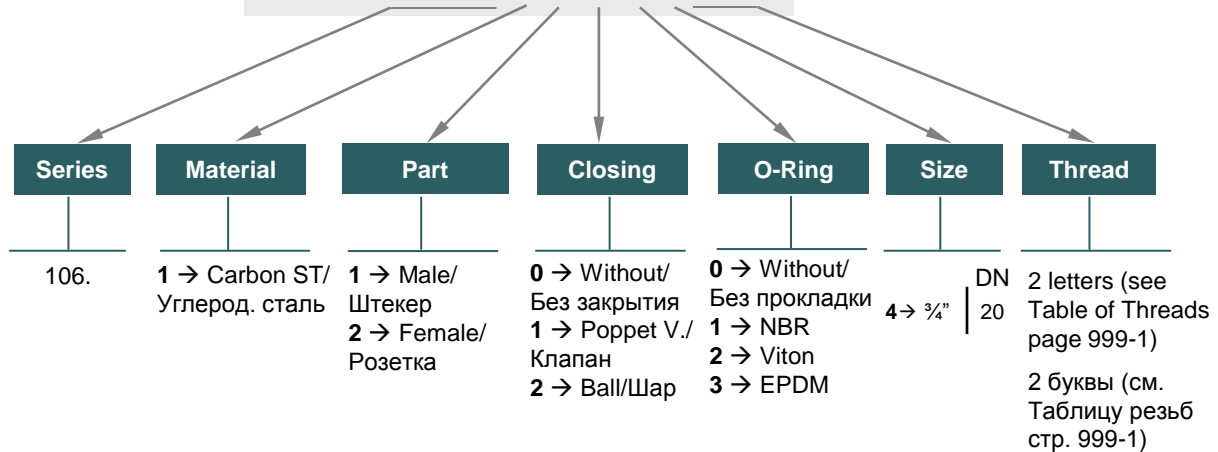 Series
Material
Part
Closing
O-Ring
Size
Thread
106.
1 → Carbon ST/
Углерод. сталь
1 → Male/
Штекер
2 → Female/
Розетка
0 → Without/
Без закрытия
1 → Poppet V./
Клапан
2 → Ball/Шар
0 → Without/
Без прокладки
1 → NBR
2 → Viton
3 → EPDM
DN
4→ ¾” 20
2 letters (see
Table of Threads
page 999-1)
2 буквы (см.
Таблицу резьб
стр. 999-1)